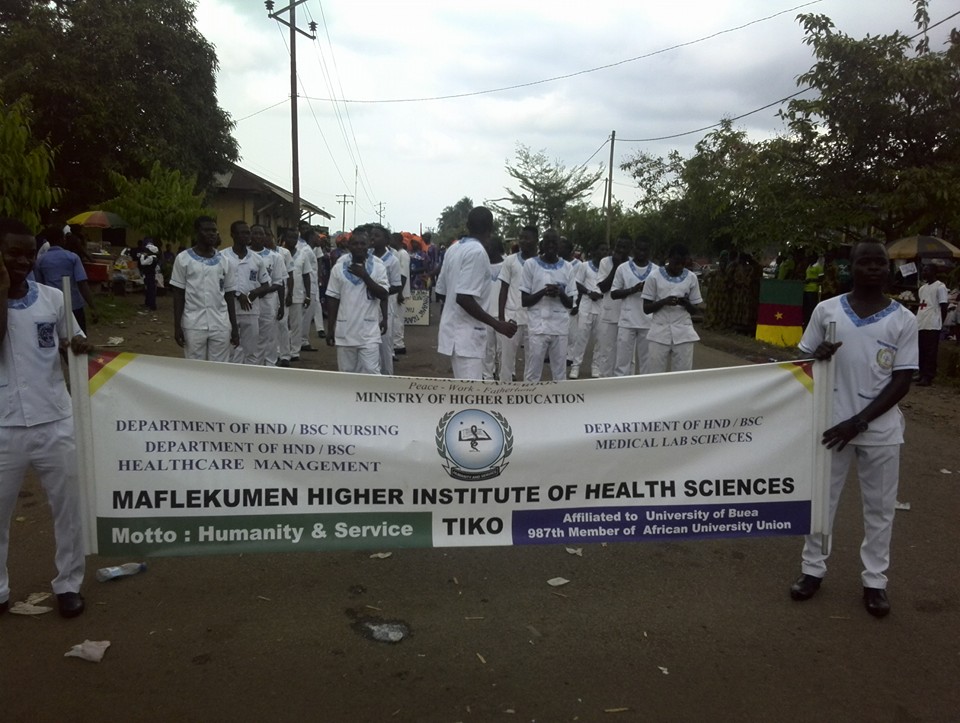 Peace - Work - Fatherland
MINISTRY OF HIGHER EDUCATION
DEPARTMENT OF HND / BSC NURSING
DEPARTMENT OF HND / BSC
HEALTHCARE MANAGEMENT
DEPARTMENT OF HND / BSC
MEDICAL LAB SCIENCES
MAFLEKUMEN HIGHER INSTITUTE OF HEALTH SCIENCES
Motto : Humanity & Service
TIKO
Affiliated to University of Buea
987th Member of African University Union